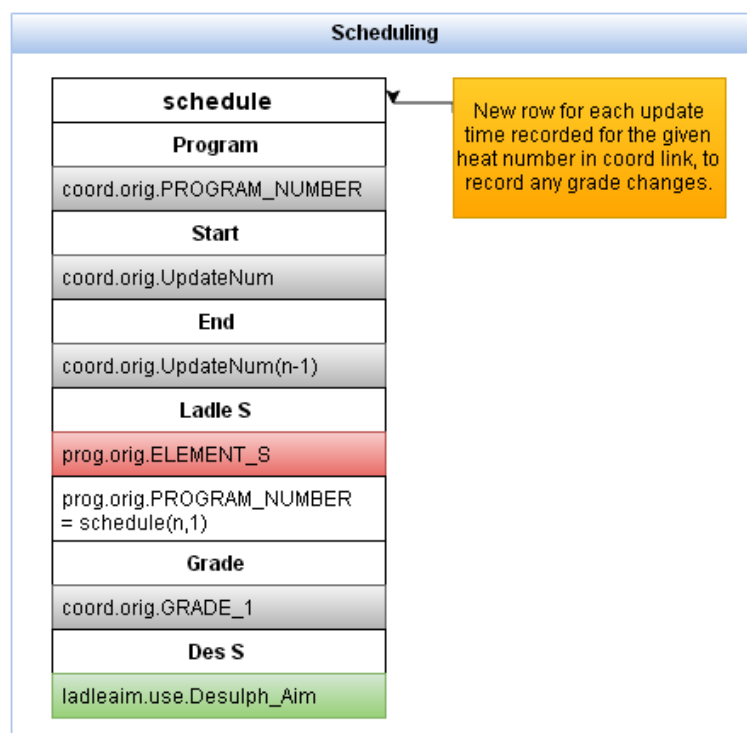 Scheduling
schedule
New row for each update
time recorded for the given
heat number in coord link, to
record any grade changes.
Program
coord.orig.PROGRAM_NUMBER
Start
coord.orig.UpdateNum
End
coord.orig.UpdateNum(n-1)
Ladle S
prog.orig.ELEMENT_S
prog.orig.PROGRAM_NUMBER
= schedule(n,1)
Grade
coord.orig.GRADE_1
Des S
ladleaim.use.Desulph_Aim